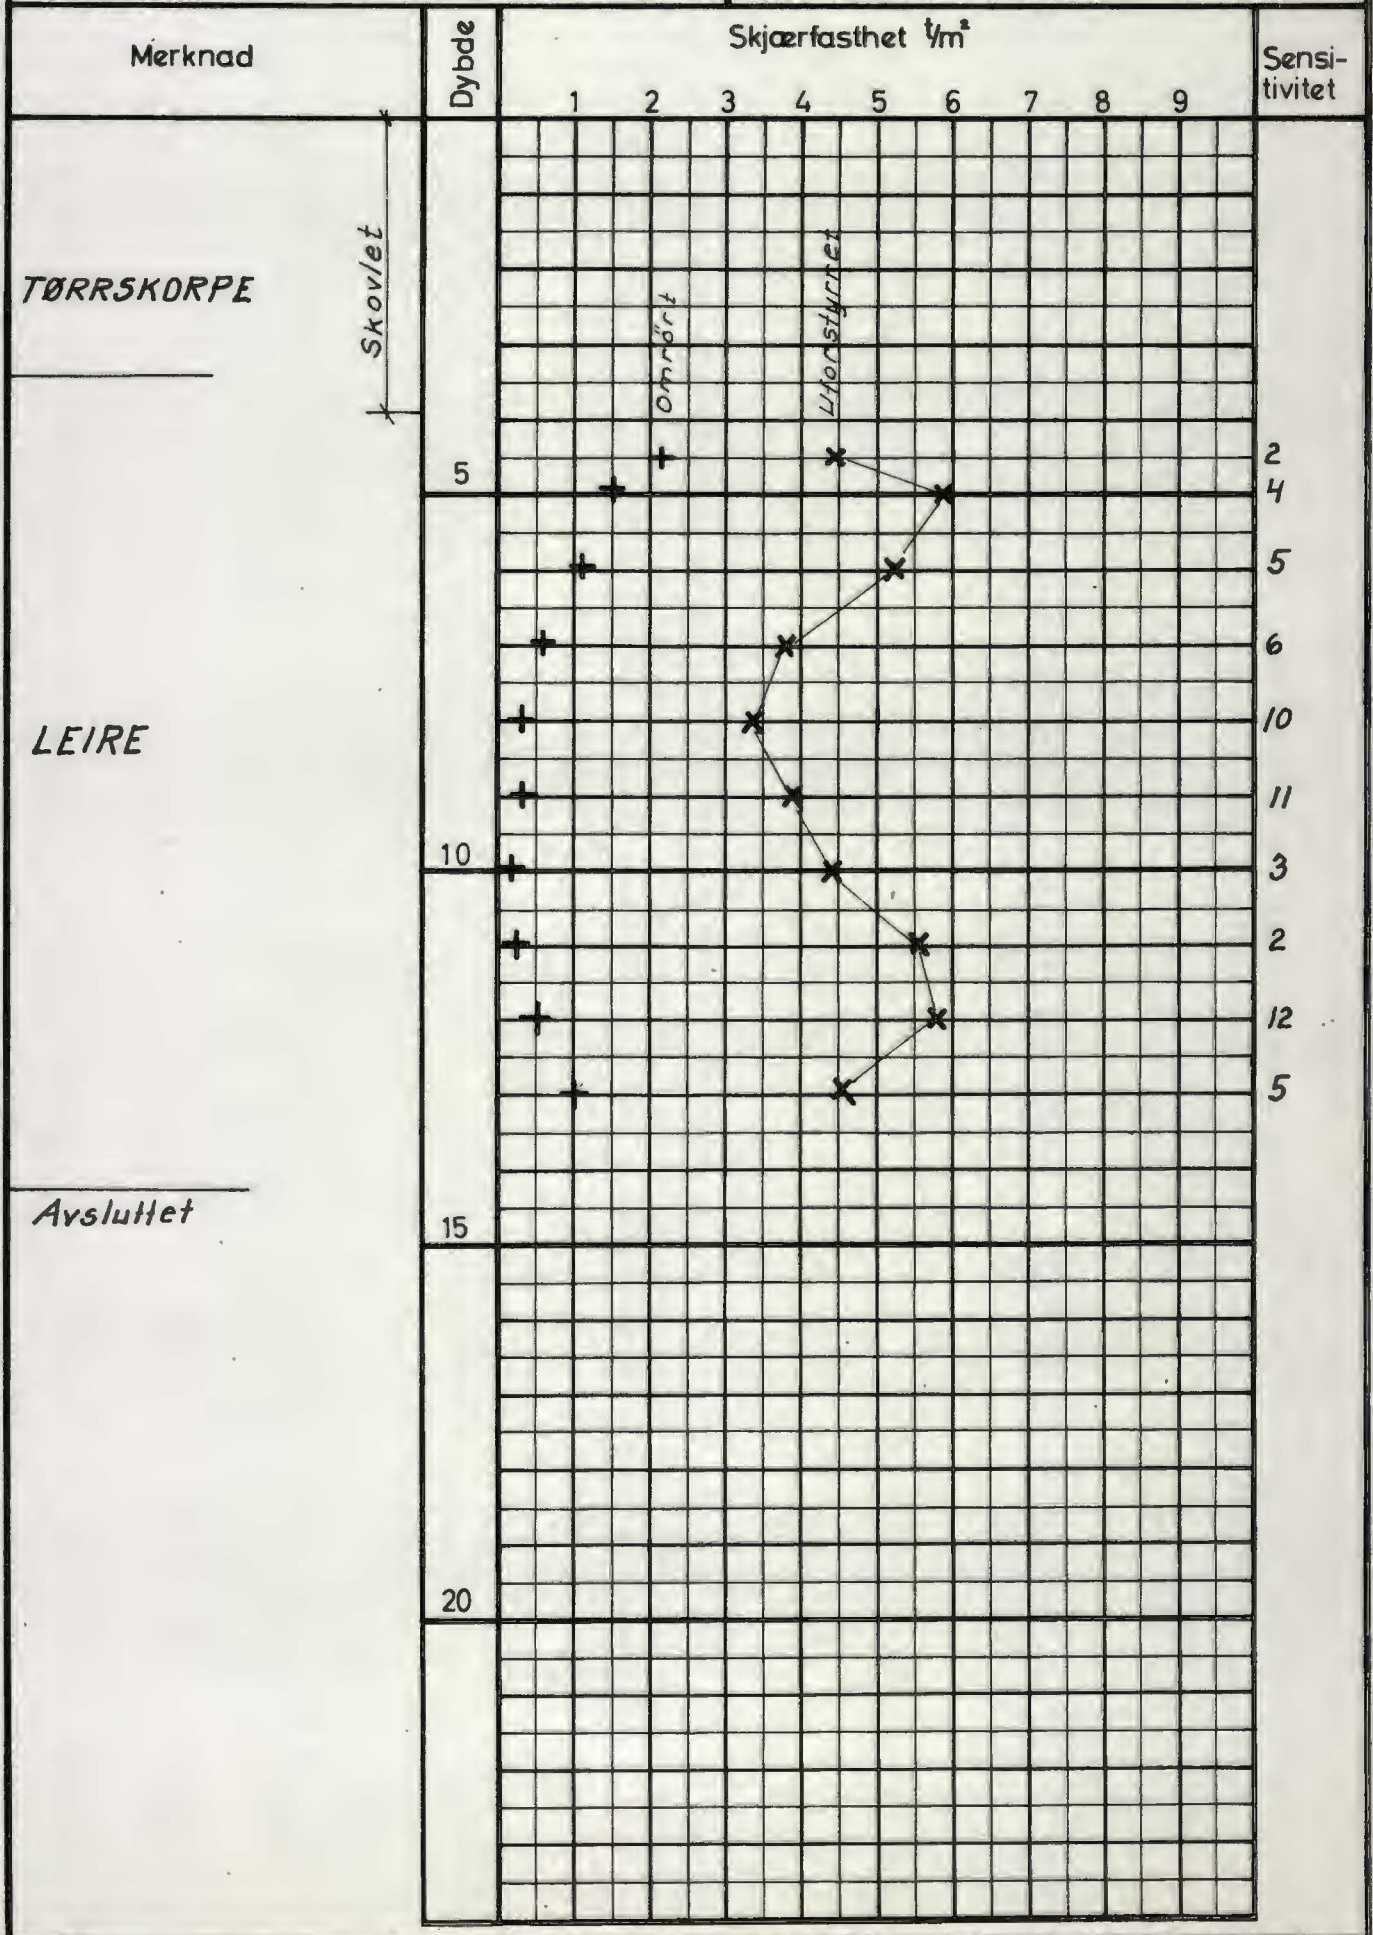 Merknad
Dybde
Skjærfasthet t/m²
Sensi-
tivitet
1 2 3 4 5 6 7 8 9
TØRRSKORPE
Skovlet
Omrört
Uforstyrret
2
5
4
5
6
LEIRE
10
11
10
3
2
12
5
Avsluttet
15
20